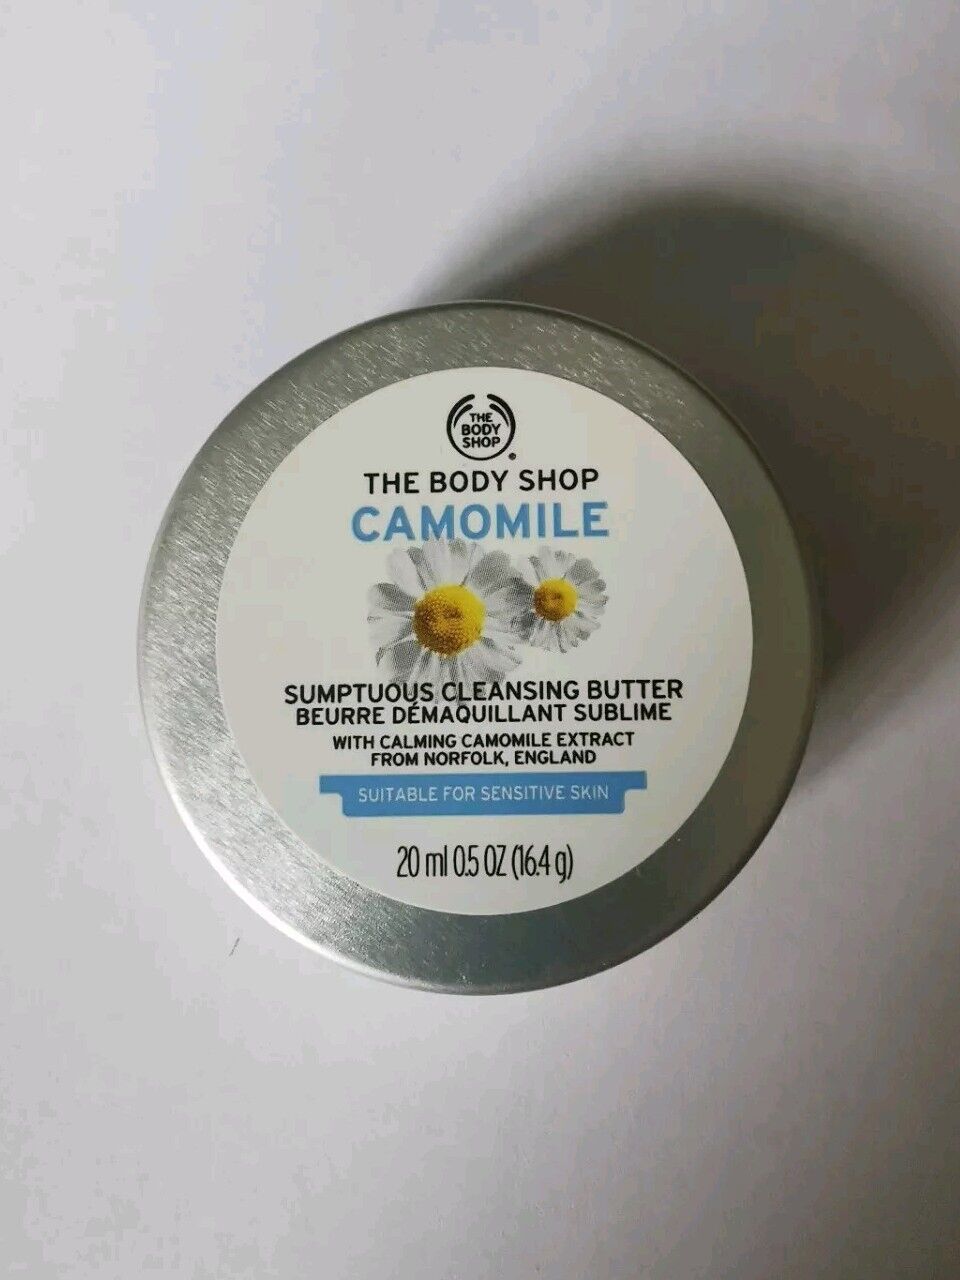 THE
BODY
SHOP
®
THE BODY SHOP
CAMOMILE
SUMPTUOUS CLEANSING BUTTER
BEURRE DÉMAQUILLANT SUBLIME
WITH CALMING CAMOMILE EXTRACT
FROM NORFOLK, ENGLAND
SUITABLE FOR SENSITIVE SKIN
20 ml 0.5 OZ (16.4 g)